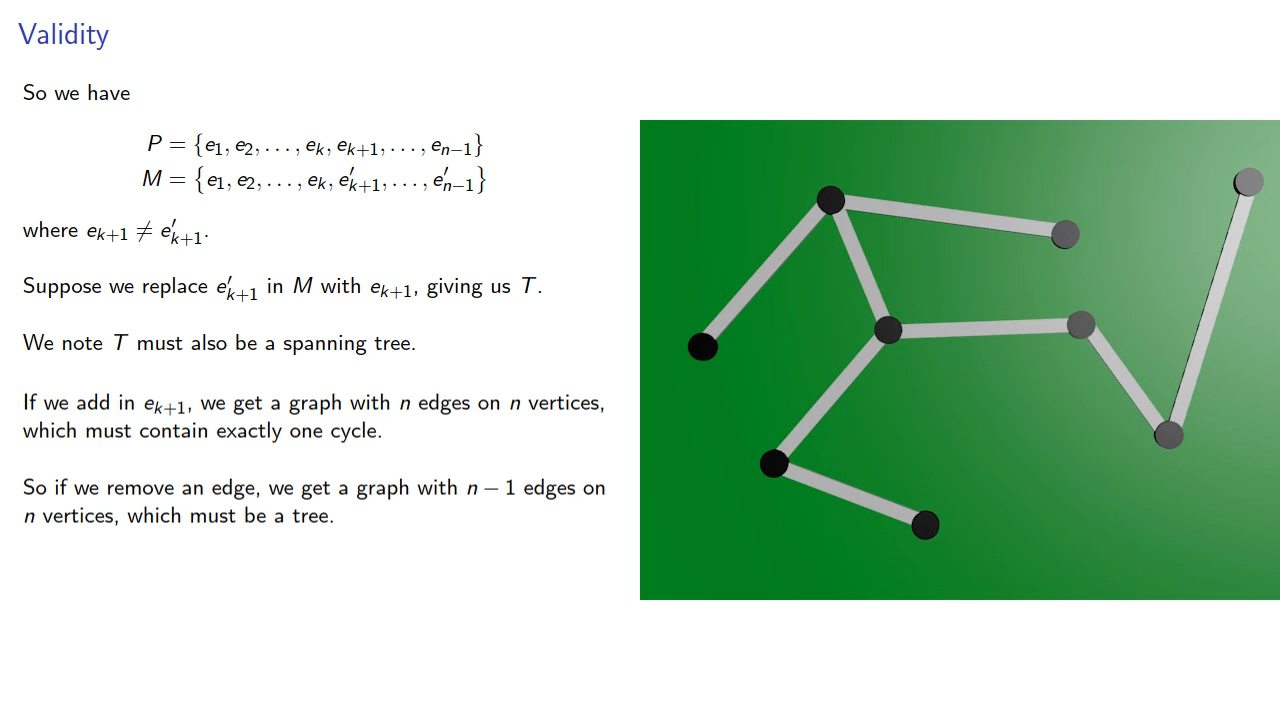 Validity
So we have
P = {e₁, e₂, . . . , eₖ, eₖ₊₁, . . . , eₙ₋₁}
M = {e₁, e₂, . . . , eₖ, e′ₖ₊₁, . . . , e′ₙ₋₁}
where eₖ₊₁ ≠ e′ₖ₊₁.
Suppose we replace e′ₖ₊₁ in M with eₖ₊₁, giving us T.
We note T must also be a spanning tree.
If we add in eₖ₊₁, we get a graph with n edges on n vertices,
which must contain exactly one cycle.
So if we remove an edge, we get a graph with n − 1 edges on
n vertices, which must be a tree.